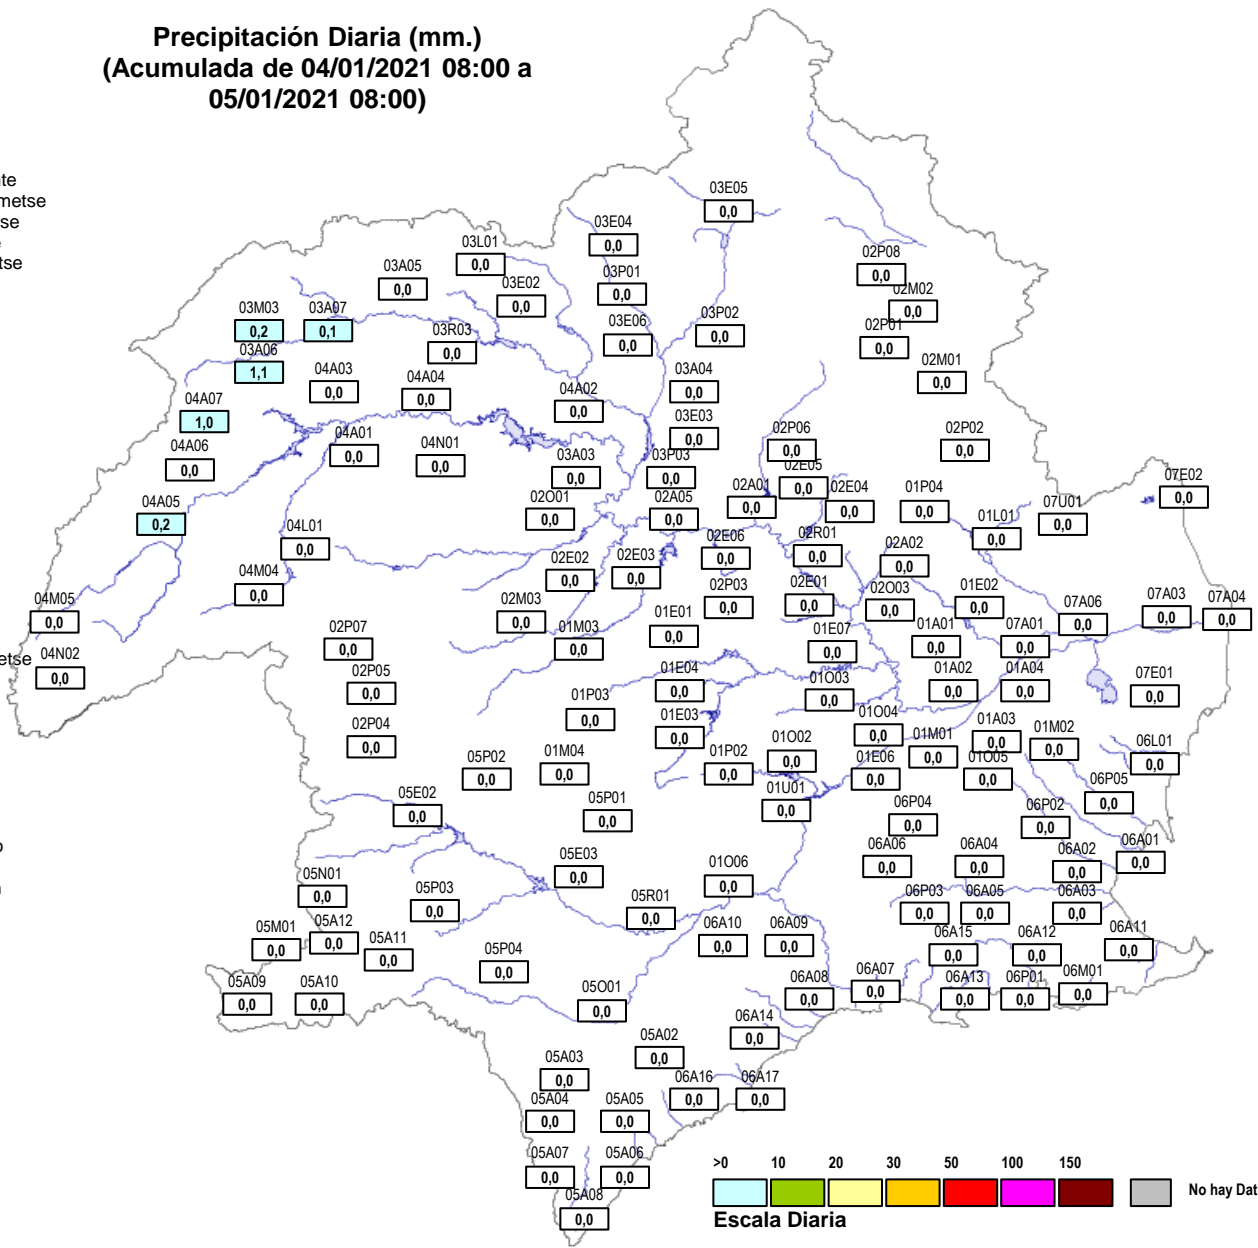 Precipitación Diaria (mm.)
(Acumulada de 04/01/2021 08:00 a
05/01/2021 08:00)
te
metse
se
tse
etse
03E05
0,0
03E04
0,0
03L01
0,0
02P08
0,0
03A05
0,0
03P01
0,0
03E02
0,0
02M02
0,0
03M03
0,2
03A07
0,1
03P02
0,0
03E06
0,0
03R03
0,0
02P01
0,0
03A06
1,1
02M01
0,0
04A03
0,0
04A04
0,0
03A04
0,0
04A02
0,0
04A07
1,0
03E03
0,0
02P06
0,0
02P02
0,0
04A01
0,0
04N01
0,0
04A06
0,0
03A03
0,0
03P03
0,0
02E05
0,0
07E02
0,0
02A01
0,0
02E04
0,0
01P04
0,0
04A05
0,2
02O01
0,0
02A05
0,0
07U01
0,0
01L01
0,0
04L01
0,0
02E06
0,0
02R01
0,0
02A02
0,0
02E02
0,0
02E03
0,0
04M04
0,0
02P03
0,0
02E01
0,0
02O03
0,0
01E02
0,0
04M05
0,0
02M03
0,0
07A06
0,0
07A03
0,0
07A04
0,0
01E01
0,0
02P07
0,0
01M03
0,0
01E07
0,0
01A01
0,0
07A01
0,0
04N02
0,0
02P05
0,0
01E04
0,0
01O03
0,0
01A02
0,0
01A04
0,0
07E01
0,0
01P03
0,0
01E03
0,0
01O04
0,0
02P04
0,0
01A03
0,0
01M02
0,0
01M01
0,0
01O02
0,0
06L01
0,0
05P02
0,0
01M04
0,0
01P02
0,0
01E06
0,0
01O05
0,0
05E02
0,0
05P01
0,0
01U01
0,0
06P05
0,0
06P04
0,0
06P02
0,0
05E03
0,0
06A06
0,0
06A04
0,0
06A02
0,0
06A01
0,0
05N01
0,0
05P03
0,0
01O06
0,0
05R01
0,0
06P03
0,0
06A05
0,0
06A03
0,0
05M01
0,0
05A12
0,0
05A11
0,0
06A10
0,0
06A09
0,0
06A15
0,0
06A12
0,0
06A11
0,0
05P04
0,0
05A09
0,0
05A10
0,0
05O01
0,0
06A08
0,0
06A07
0,0
06A13
0,0
06P01
0,0
06M01
0,0
06A14
0,0
05A02
0,0
05A03
0,0
06A16
0,0
06A17
0,0
05A04
0,0
05A05
0,0
05A07
0,0
05A06
0,0
05A08
0,0
>0 10 20 30 50 100 150
No hay Dat
Escala Diaria